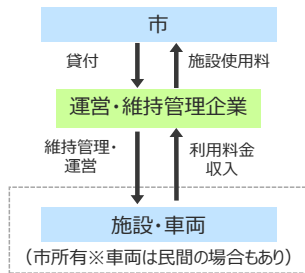 市
貸付
施設使用料
運営・維持管理企業
維持管理・
運営
利用料金
収入
施設・車両
（市所有※車両は民間の場合もあり）